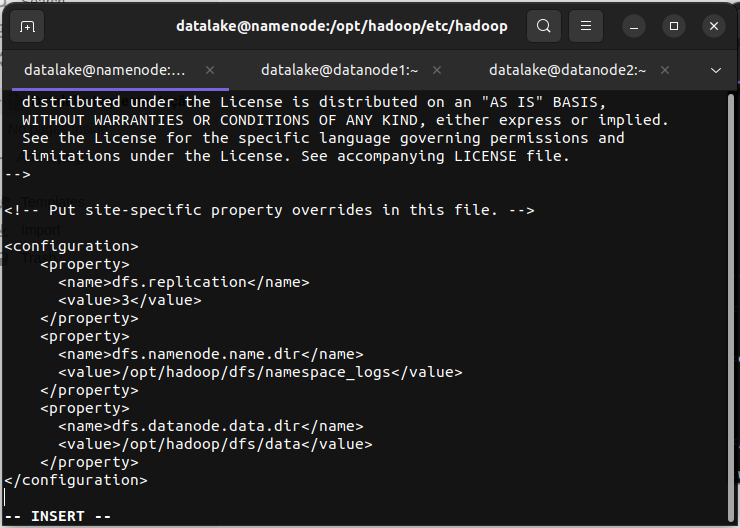 datalake@namenode:/opt/hadoop/etc/hadoop
datalake@namenode:...
datalake@datanode1:~
datalake@datanode2:~
distributed under the License is distributed on an "AS IS" BASIS,
WITHOUT WARRANTIES OR CONDITIONS OF ANY KIND, either express or implied.
See the License for the specific language governing permissions and
limitations under the License. See accompanying LICENSE file.
-->
<!-- Put site-specific property overrides in this file. -->
<configuration>
<property>
<name>dfs.replication</name>
<value>3</value>
</property>
<property>
<name>dfs.namenode.name.dir</name>
<value>/opt/hadoop/dfs/namespace_logs</value>
</property>
<property>
<name>dfs.datanode.data.dir</name>
<value>/opt/hadoop/dfs/data</value>
</property>
</configuration>
-- INSERT --